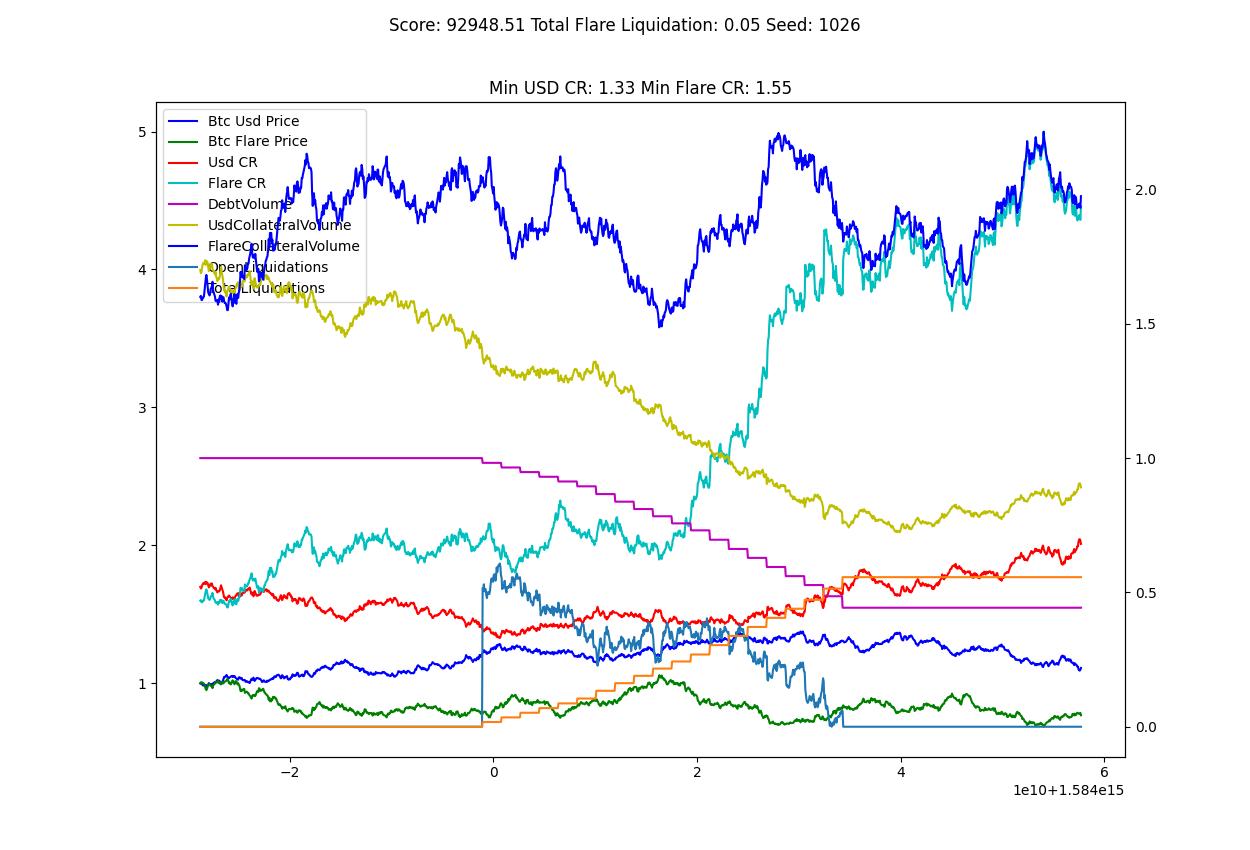 Score: 92948.51 Total Flare Liquidation: 0.05 Seed: 1026
Min USD CR: 1.33 Min Flare CR: 1.55
Btc Usd Price
Btc Flare Price
Usd CR
Flare CR
DebtVolume
UsdCollateralVolume
FlareCollateralVolume
OpenLiquidations
TotalLiquidations
5
4
3
2
1
2.0
1.5
1.0
0.5
0.0
−2
0
2
4
6
1e10+1.584e15